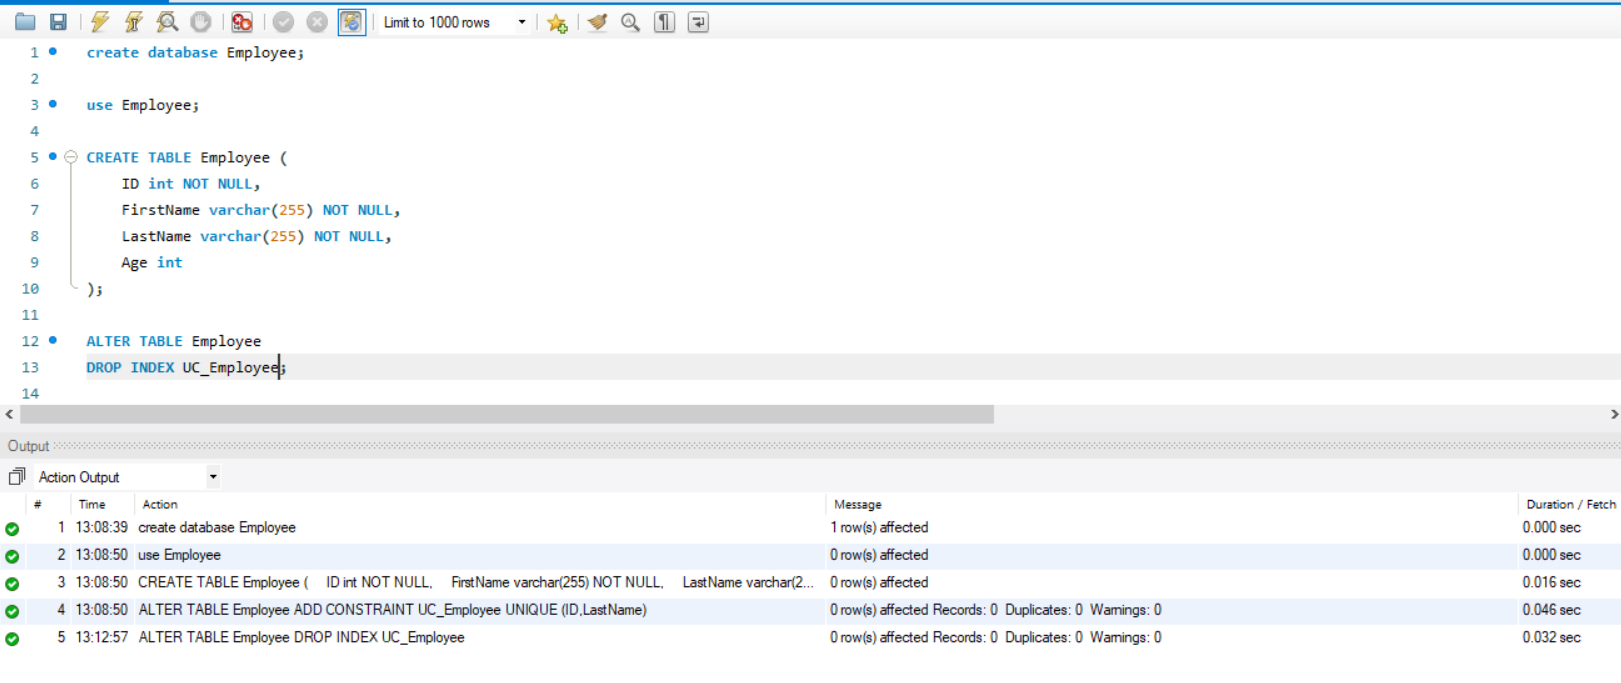 Limit to 1000 rows
1 create database Employee;
2
3 use Employee;
4
5 CREATE TABLE Employee (
6 ID int NOT NULL,
7 FirstName varchar(255) NOT NULL,
8 LastName varchar(255) NOT NULL,
9 Age int
10 );
11
12 ALTER TABLE Employee
13 DROP INDEX UC_Employee;
14
Output
Action Output
# Time Action Message Duration / Fetch
1 13:08:39 create database Employee 1 row(s) affected 0.000 sec
2 13:08:50 use Employee 0 row(s) affected 0.000 sec
3 13:08:50 CREATE TABLE Employee ( ID int NOT NULL, FirstName varchar(255) NOT NULL, LastName varchar(2... 0 row(s) affected 0.016 sec
4 13:08:50 ALTER TABLE Employee ADD CONSTRAINT UC_Employee UNIQUE (ID,LastName) 0 row(s) affected Records: 0 Duplicates: 0 Warnings: 0 0.046 sec
5 13:12:57 ALTER TABLE Employee DROP INDEX UC_Employee 0 row(s) affected Records: 0 Duplicates: 0 Warnings: 0 0.032 sec